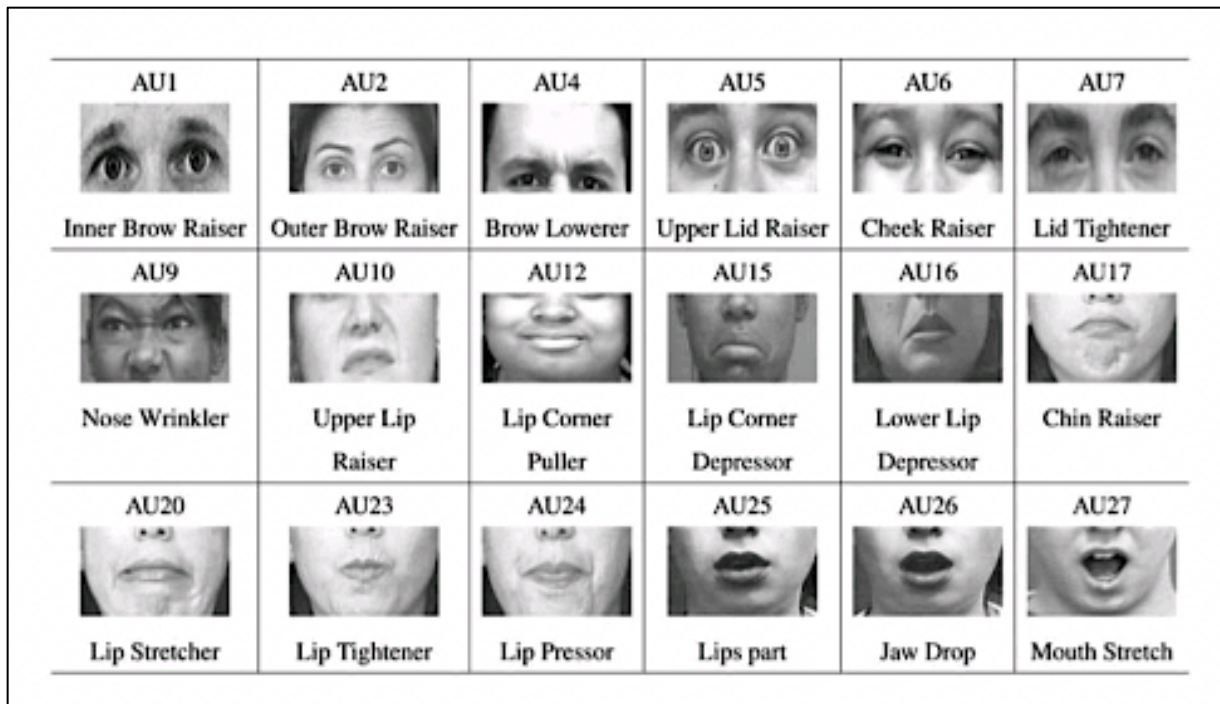 AU1 AU2 AU4 AU5 AU6 AU7
Inner Brow Raiser Outer Brow Raiser Brow Lowerer Upper Lid Raiser Cheek Raiser Lid Tightener
AU9 AU10 AU12 AU15 AU16 AU17
Nose Wrinkler Upper Lip Lip Corner Lip Corner Lower Lip Chin Raiser
Raiser Puller Depressor Depressor
AU20 AU23 AU24 AU25 AU26 AU27
Lip Stretcher Lip Tightener Lip Pressor Lips part Jaw Drop Mouth Stretch